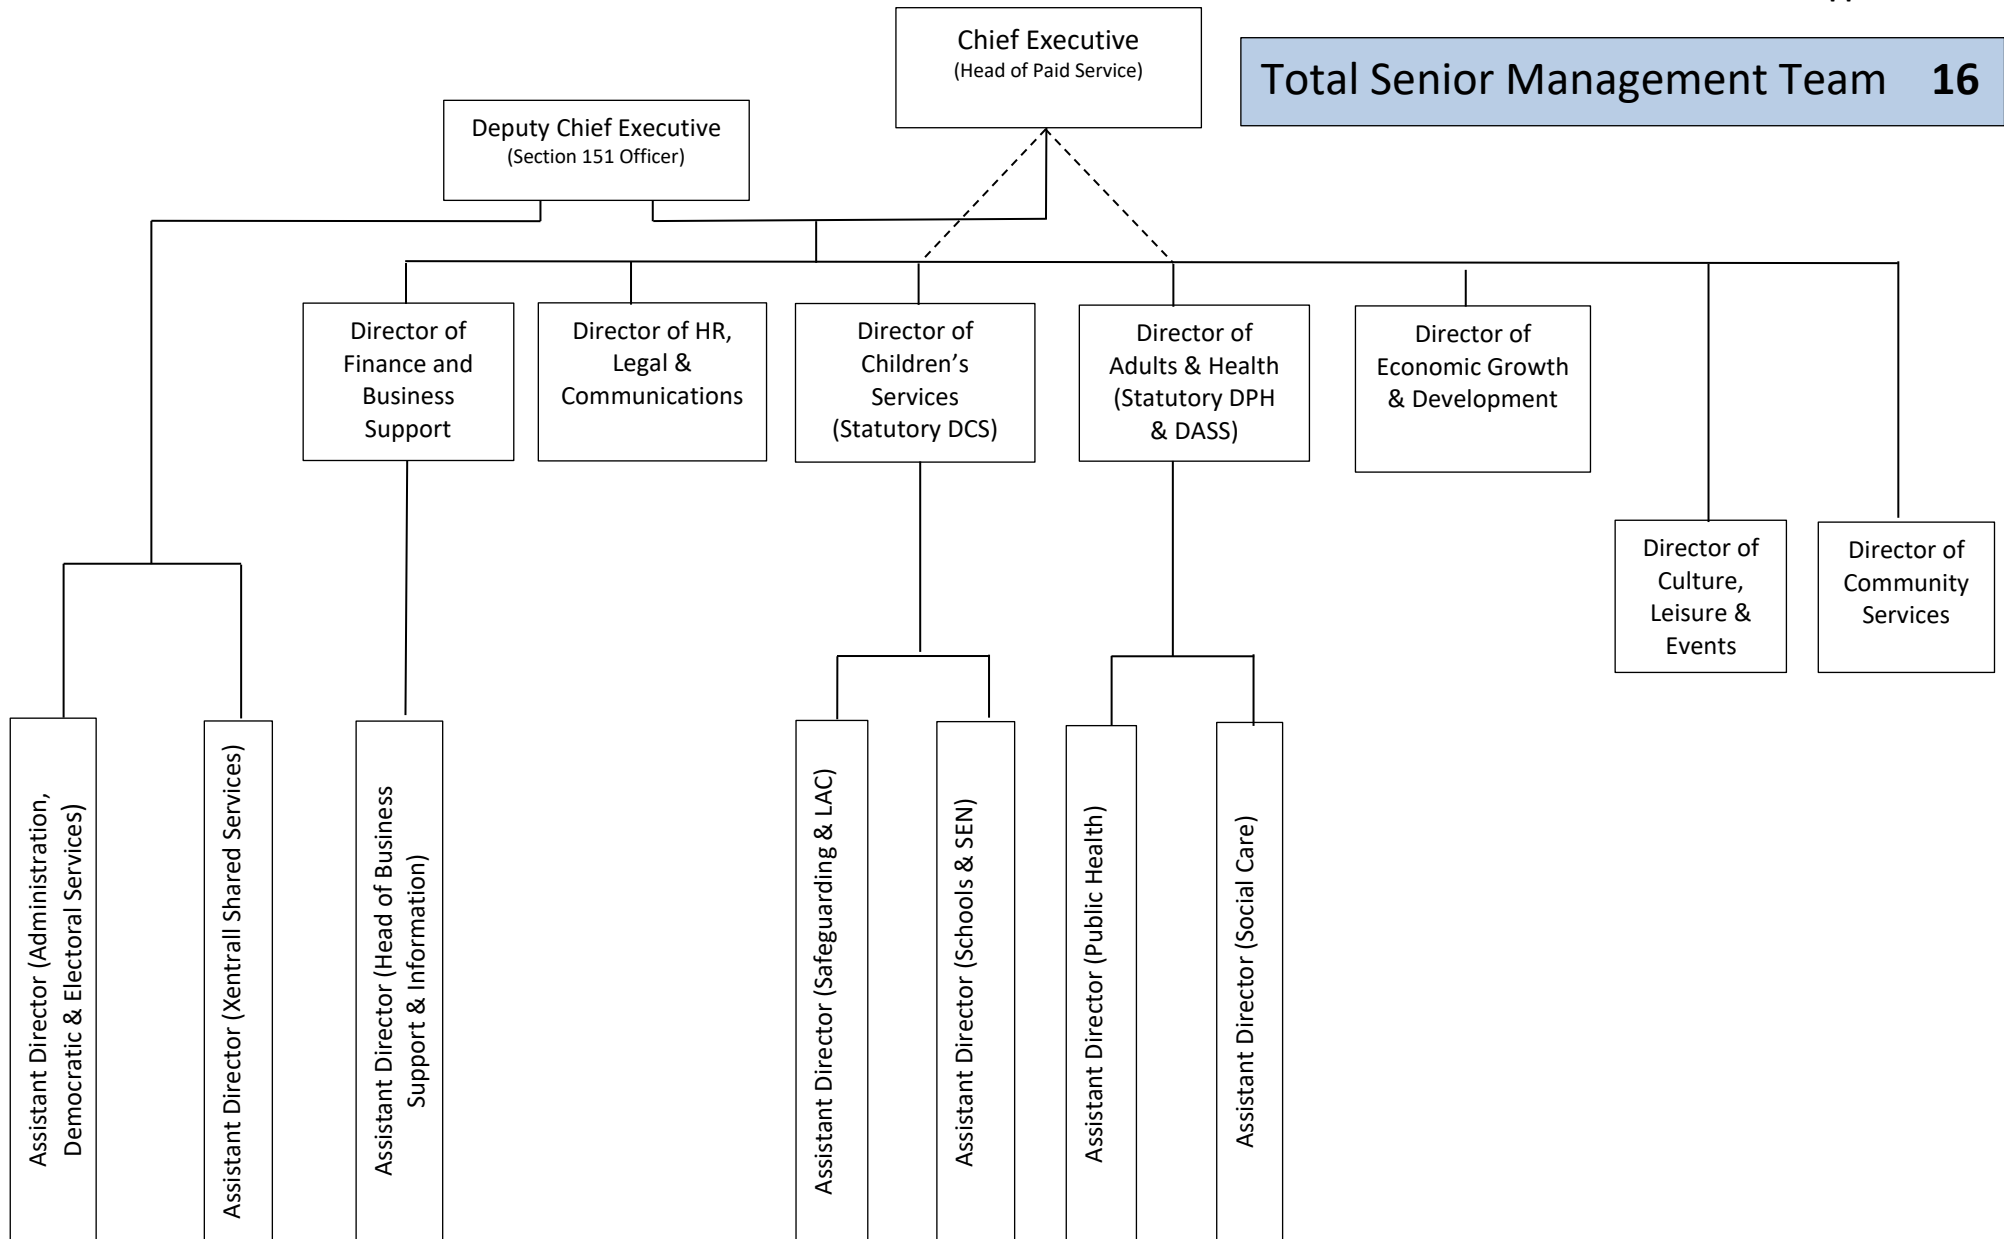 Chief Executive
(Head of Paid Service)
Total Senior Management Team 16
Deputy Chief Executive
(Section 151 Officer)
Director of
Finance and
Business
Support
Director of HR,
Legal &
Communications
Director of
Children’s
Services
(Statutory DCS)
Director of
Adults & Health
(Statutory DPH
& DASS)
Director of
Economic Growth
& Development
Director of
Culture,
Leisure &
Events
Director of
Community
Services
Assistant Director (Administration,
Democratic & Electoral Services)
Assistant Director (Xentrall Shared Services)
Assistant Director (Head of Business
Support & Information)
Assistant Director (Safeguarding & LAC)
Assistant Director (Schools & SEN)
Assistant Director (Public Health)
Assistant Director (Social Care)